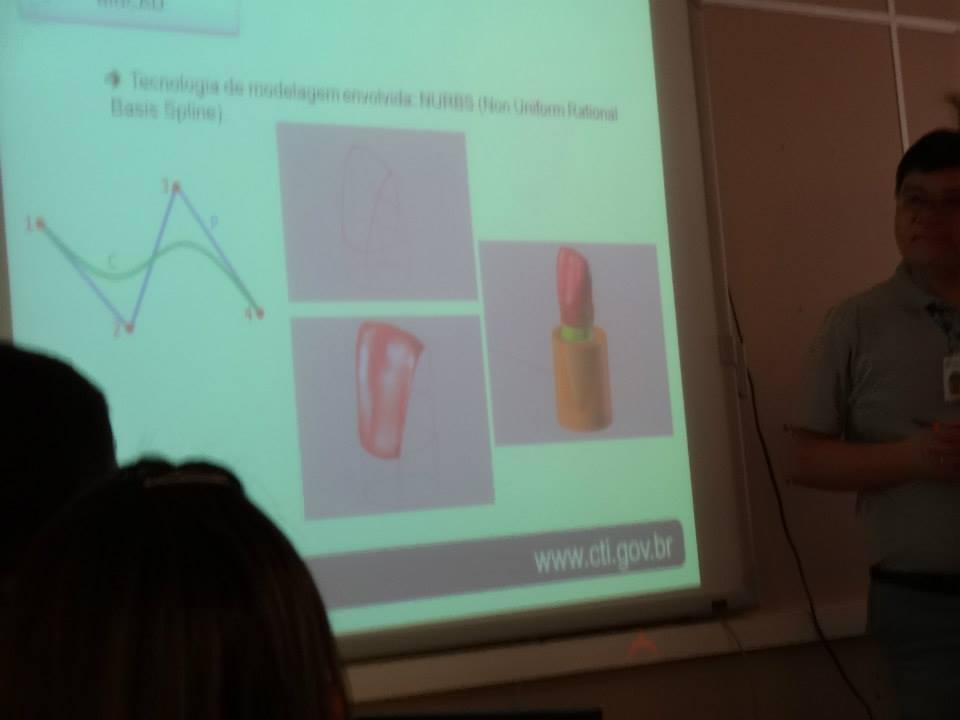 Tecnologia de modelagem envolvida: NURBS (Non Uniform Rational
Basis Spline)
3
1
P
C
2
4
www.cti.gov.br